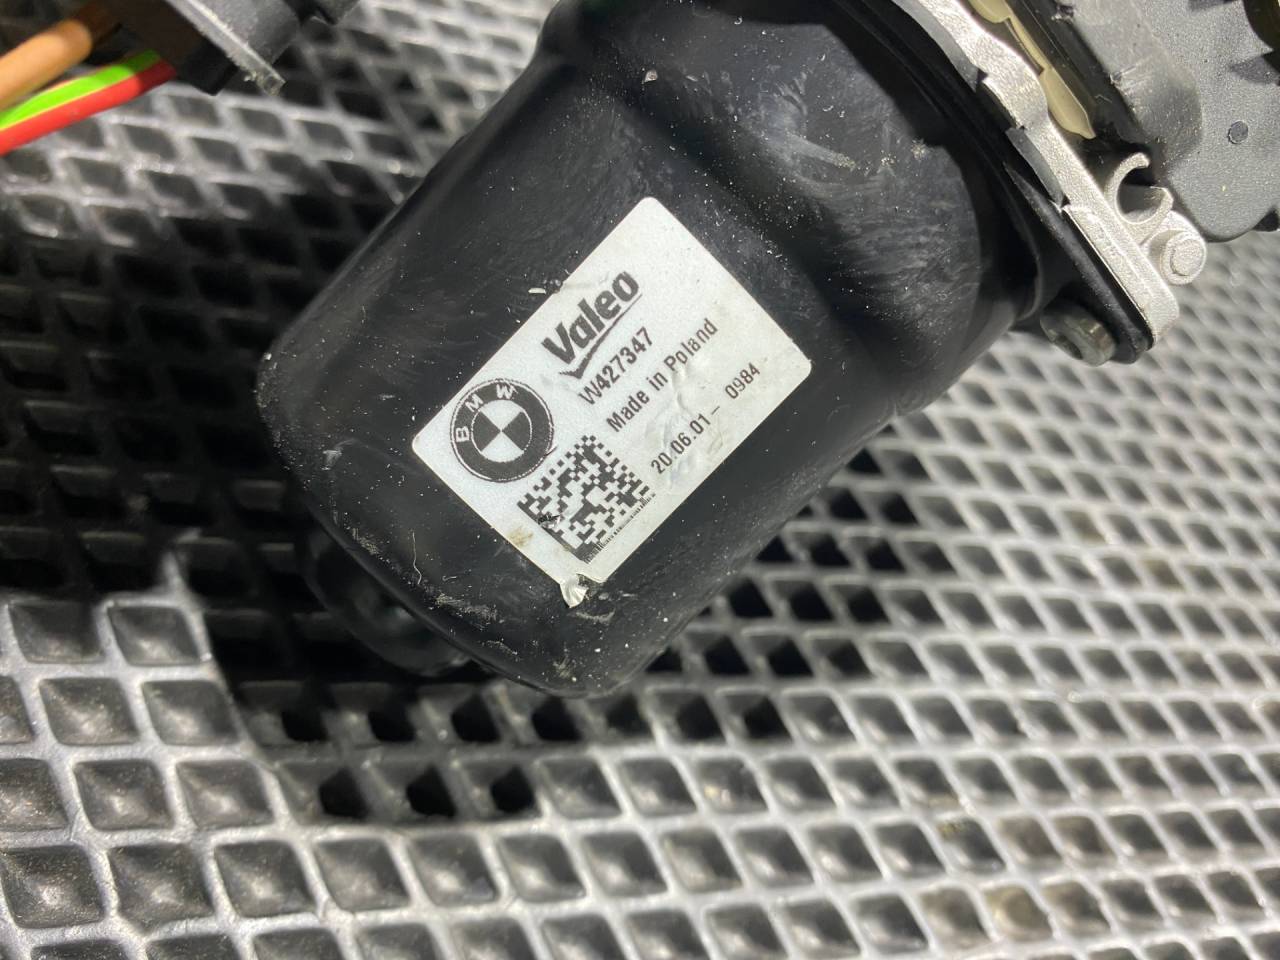 Valeo
BMW
W427347
Made in Poland
20.06.01- 0984